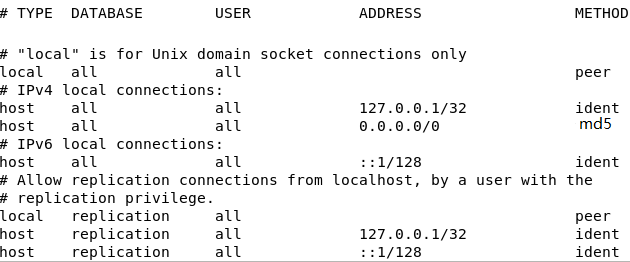 # TYPE  DATABASE        USER            ADDRESS                 METHOD
# "local" is for Unix domain socket connections only
local   all             all                                     peer
# IPv4 local connections:
host    all             all             127.0.0.1/32            ident
host    all             all             0.0.0.0/0               md5
# IPv6 local connections:
host    all             all             ::1/128                 ident
# Allow replication connections from localhost, by a user with the
# replication privilege.
local   replication     all                                     peer
host    replication     all             127.0.0.1/32            ident
host    replication     all             ::1/128                 ident